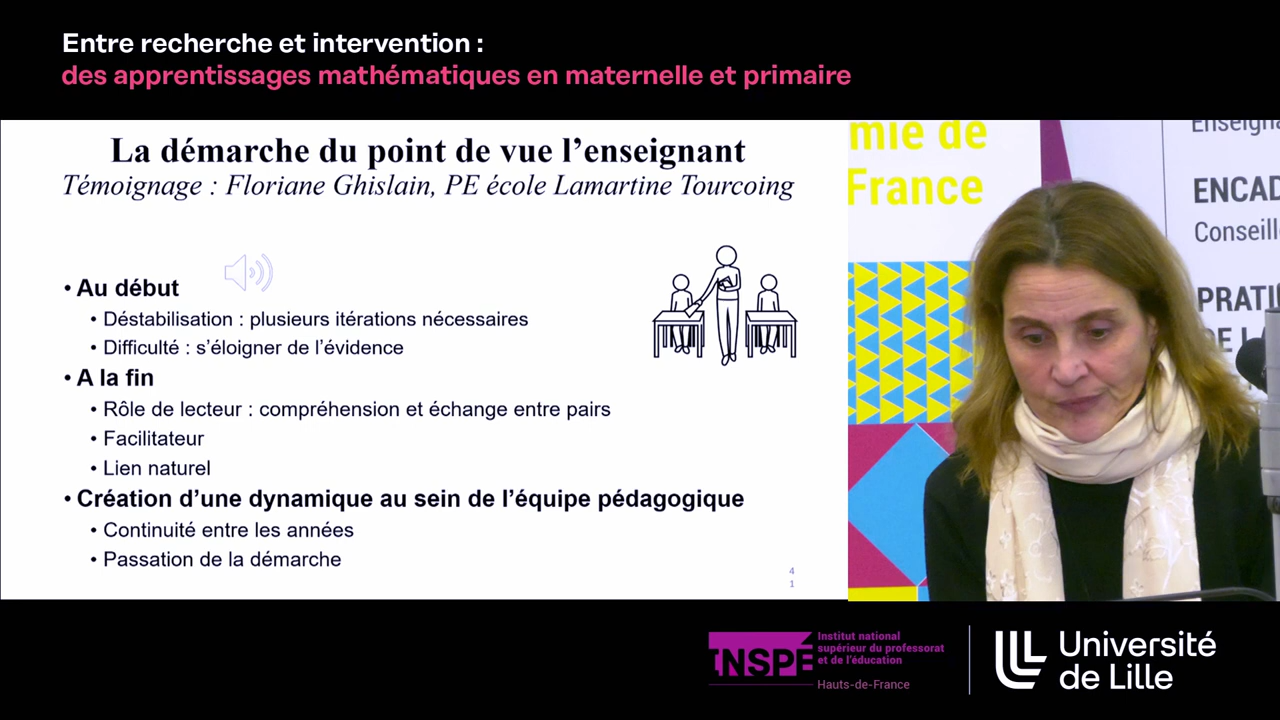 Entre recherche et intervention :
des apprentissages mathématiques en maternelle et primaire
La démarche du point de vue l’enseignant
Témoignage : Floriane Ghislain, PE école Lamartine Tourcoing
• Au début
• Déstabilisation : plusieurs itérations nécessaires
• Difficulté : s’éloigner de l’évidence
• A la fin
• Rôle de lecteur : compréhension et échange entre pairs
• Facilitateur
• Lien naturel
• Création d’une dynamique au sein de l’équipe pédagogique
• Continuité entre les années
• Passation de la démarche
4
1
mie de
France
ENCAD
Conseill
PRATI
INSPÉ
Institut national
supérieur du professorat
et de l’éducation
Hauts-de-France
Université
de Lille